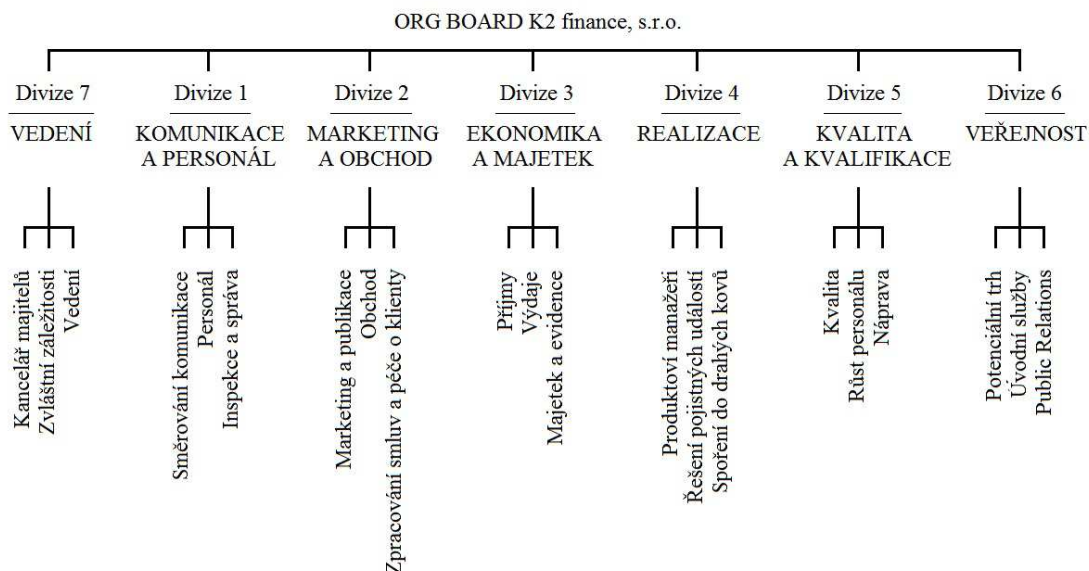 ORG BOARD K2 finance, s.r.o.
Divize 7
VEDENÍ
Kancelář majitelů
Zvláštní záležitosti
Vedení
Divize 1
KOMUNIKACE
A PERSONÁL
Směrování komunikace
Personál
Inspekce a správa
Divize 2
MARKETING
A OBCHOD
Marketing a publikace
Obchod
Zpracování smluv a péče o klienty
Divize 3
EKONOMIKA
A MAJETEK
Příjmy
Výdaje
Majetek a evidence
Divize 4
REALIZACE
Produktoví manažeři
Řešení pojistných událostí
Spoření do drahých kovů
Divize 5
KVALITA
A KVALIFIKACE
Kvalita
Růst personálu
Náprava
Divize 6
VEŘEJNOST
Potenciální trh
Úvodní služby
Public Relations